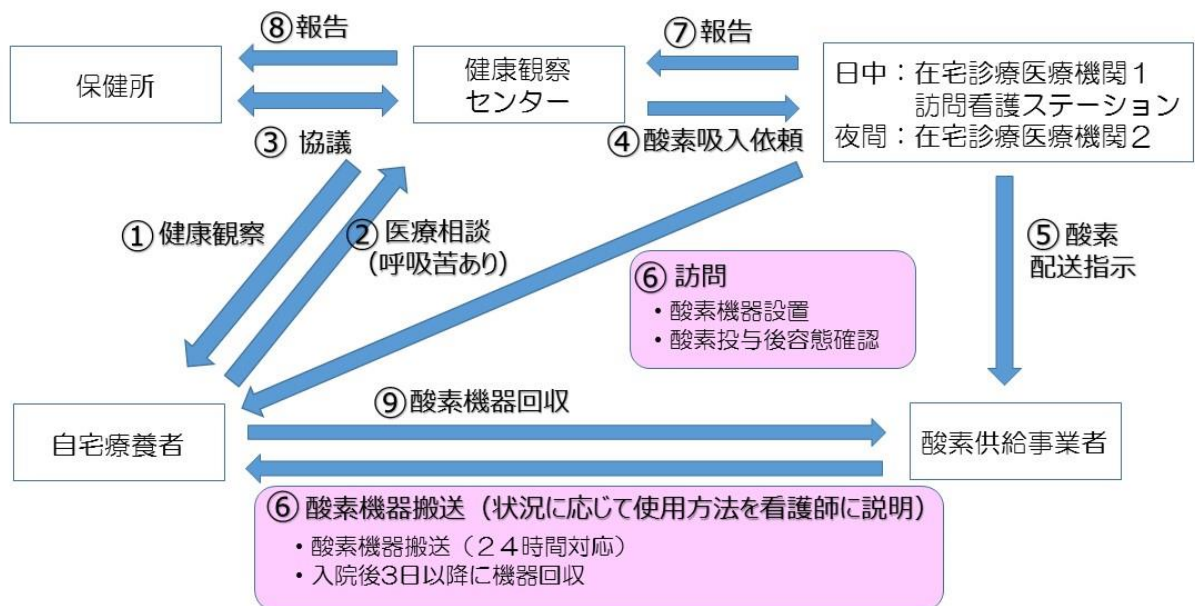 ⑧報告
⑦報告
保健所
健康観察
センター
日中：在宅診療医療機関１
訪問看護ステーション
夜間：在宅診療医療機関２
③ 協議
④酸素吸入依頼
①健康観察
②医療相談
（呼吸苦あり）
⑤酸素
配送指示
⑥ 訪問
・酸素機器設置
・酸素投与後容態確認
⑨酸素機器回収
自宅療養者
酸素供給事業者
⑥ 酸素機器搬送（状況に応じて使用方法を看護師に説明）
・酸素機器搬送（２４時間対応）
・入院後3日以降に機器回収